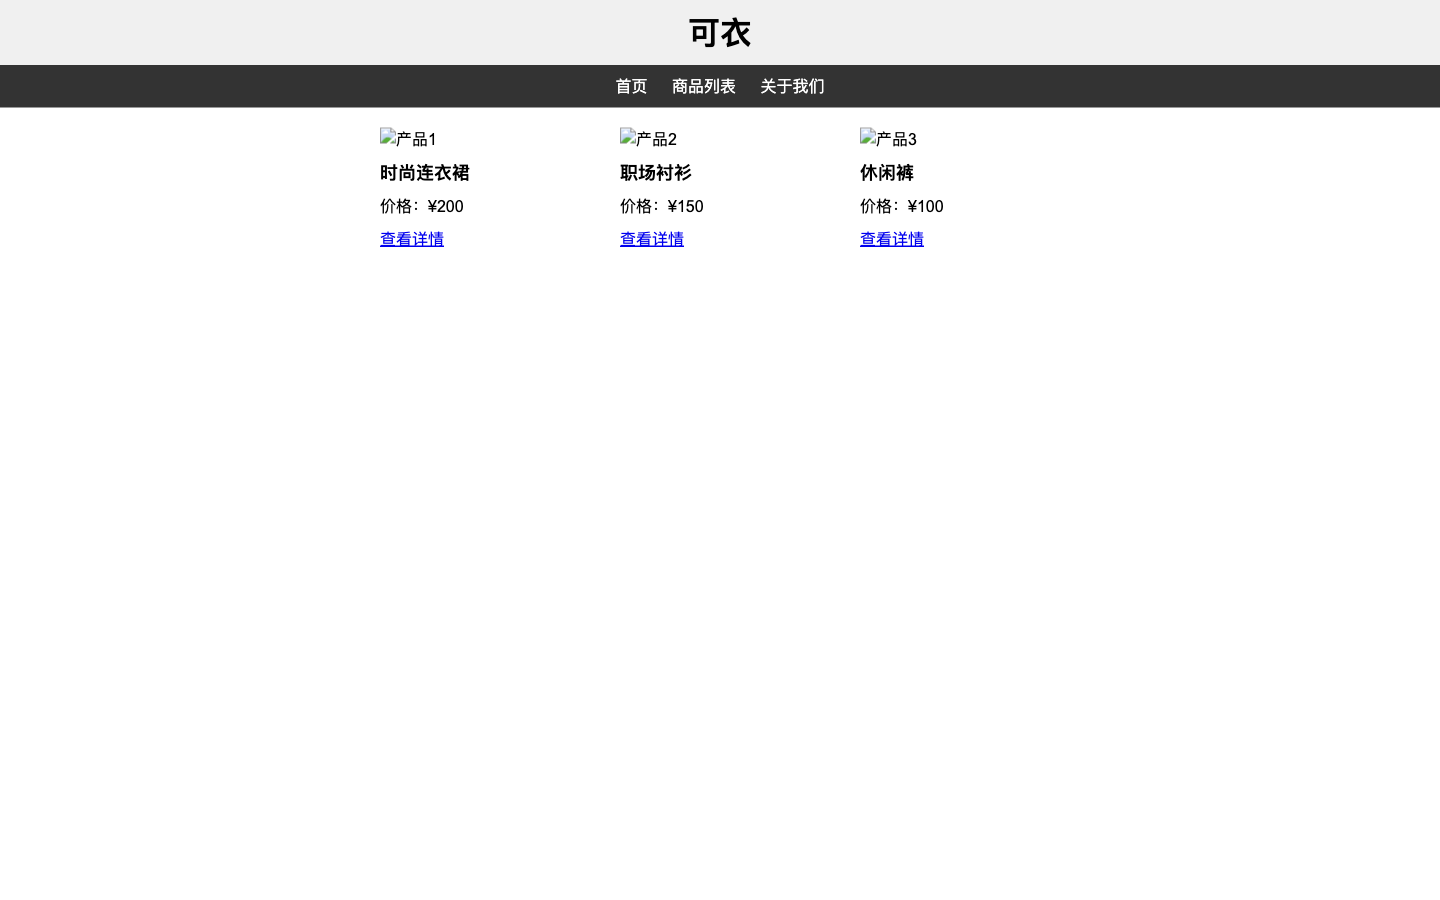 可衣
首页 商品列表 关于我们
产品1 产品2 产品3
时尚连衣裙 职场衬衫 休闲裤
价格：¥200 价格：¥150 价格：¥100
查看详情 查看详情 查看详情